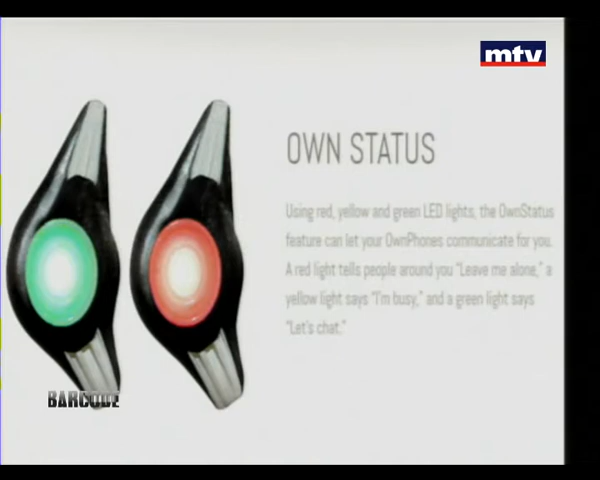 mtv
OWN STATUS
Using red, yellow and green LED lights, the OwnStatus
feature can let your OwnPhones communicate for you.
A red light tells people around you "Leave me alone," a
yellow light says "I'm busy," and a green light says
"Let's chat."
BARCODE